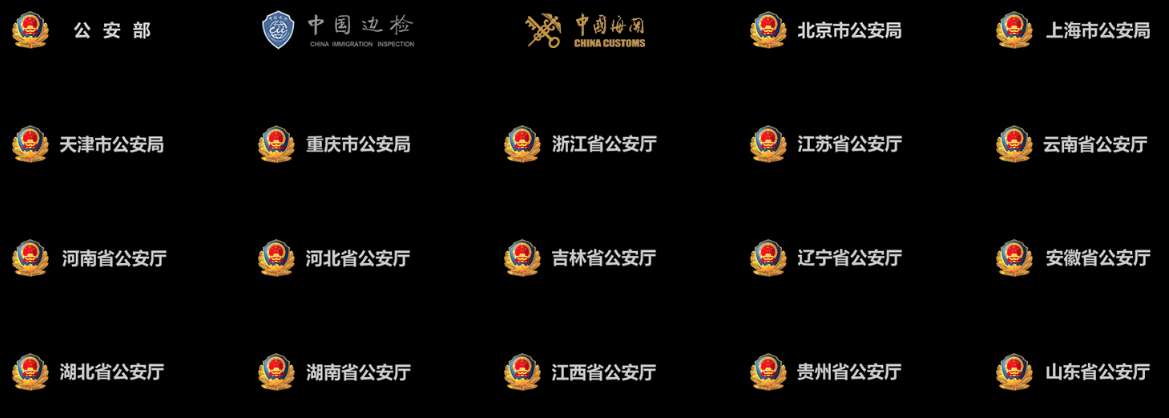 公安部
中国边检
CHINA IMMIGRATION INSPECTION
中国海关
CHINA CUSTOMS
北京市公安局
上海市公安局
天津市公安局
重庆市公安局
浙江省公安厅
江苏省公安厅
云南省公安厅
河南省公安厅
河北省公安厅
吉林省公安厅
辽宁省公安厅
安徽省公安厅
湖北省公安厅
湖南省公安厅
江西省公安厅
贵州省公安厅
山东省公安厅